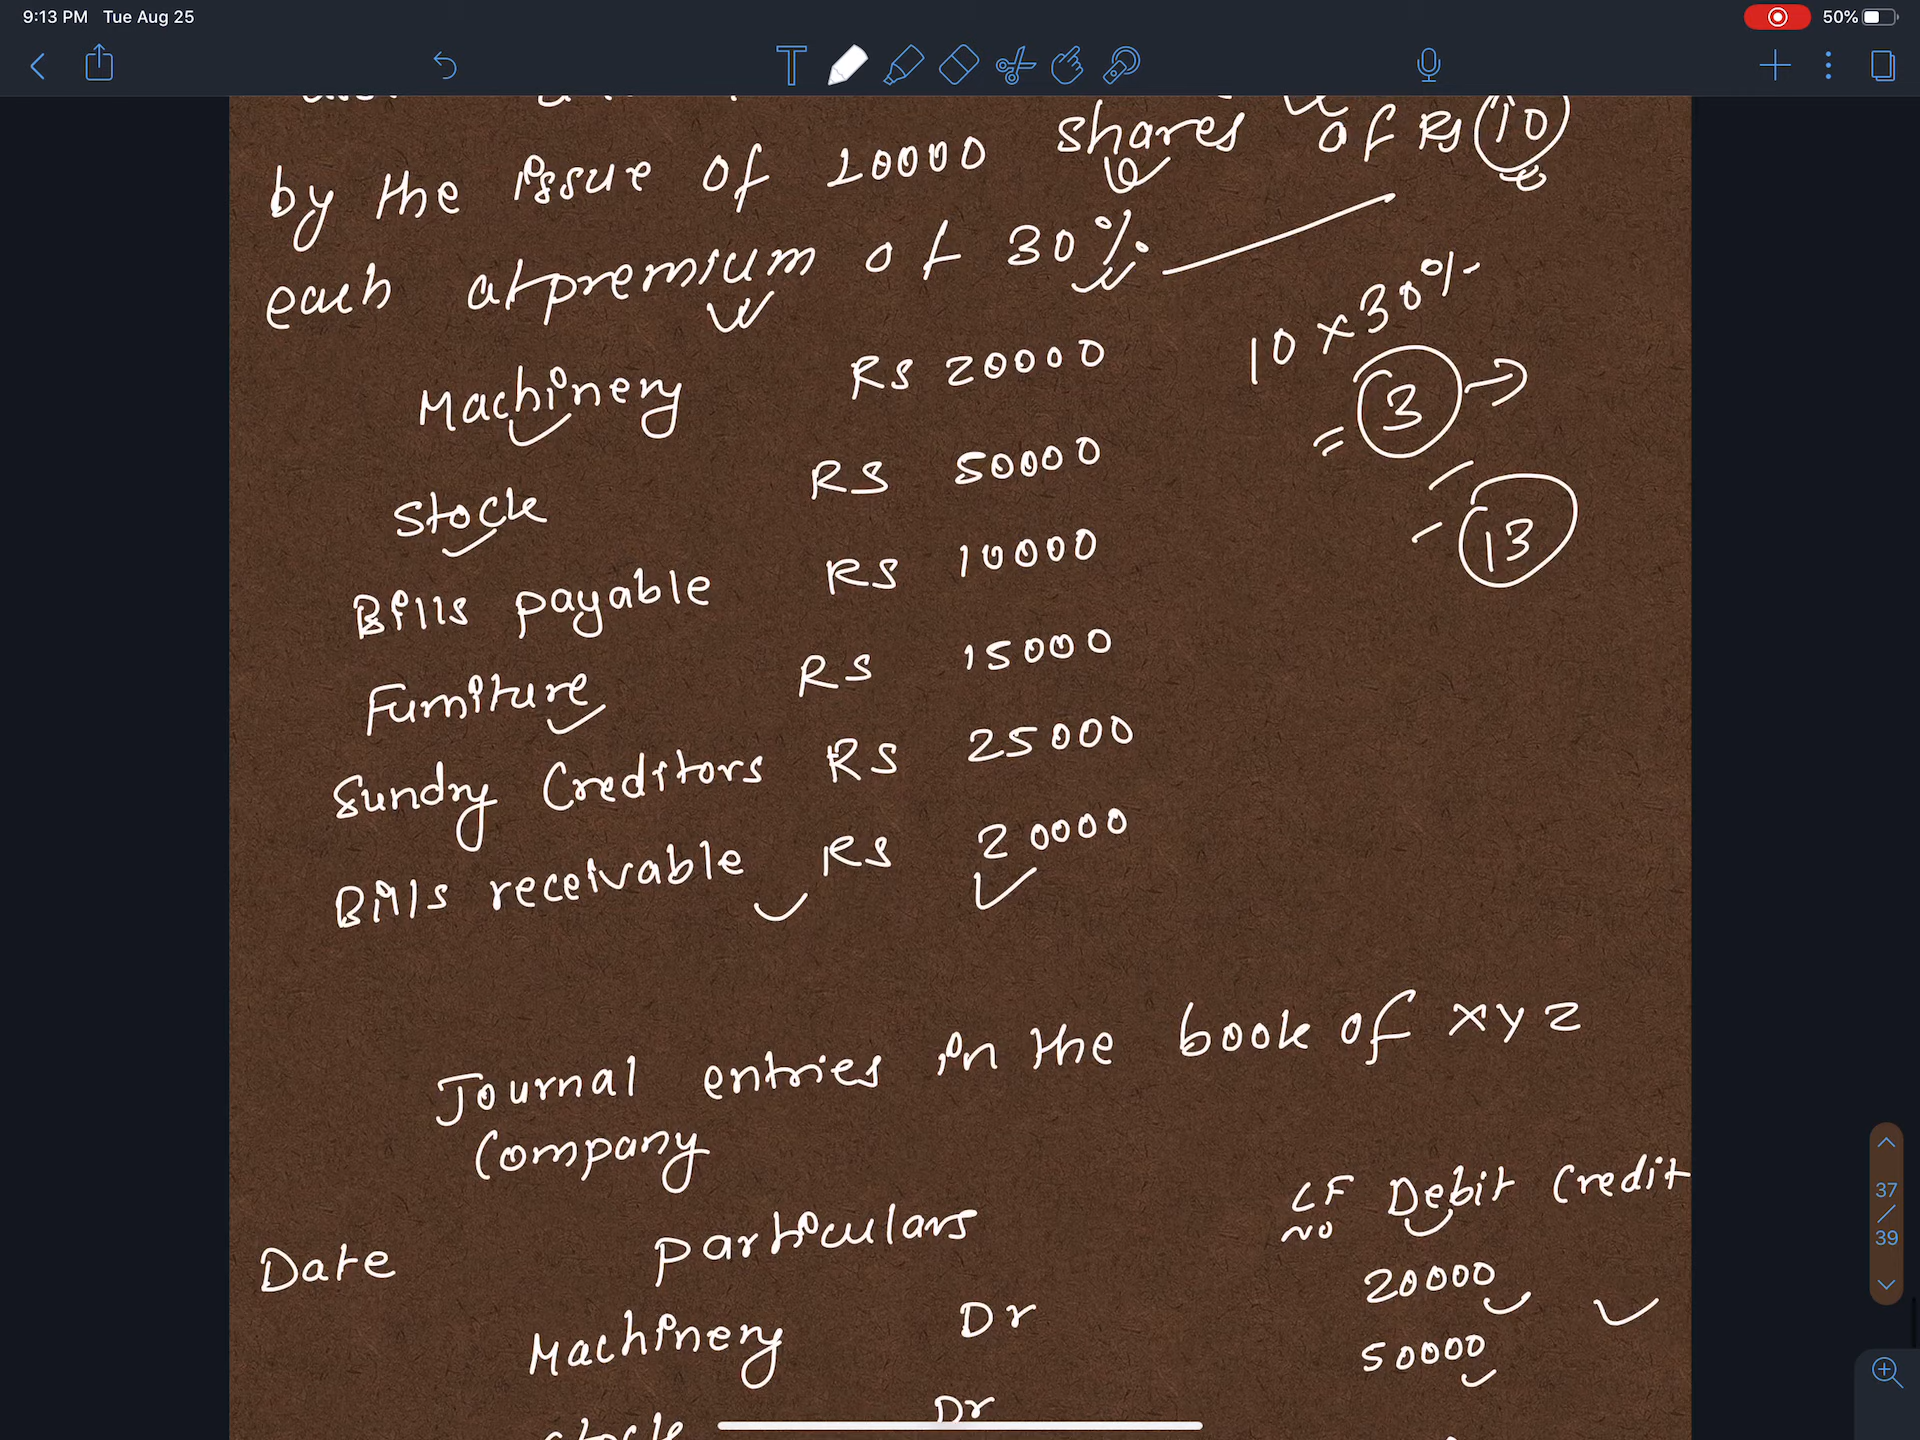 9:13 PM Tue Aug 25
50%
by the issue of 10000 shares of Rs 10
each at premium of 30%
10 x 30%
= 3
= 13
Machinery Rs 20000
Stock RS 50000
Bills payable RS 10000
Furniture RS 15000
Sundry Creditors RS 25000
Bills receivable RS 20000
Journal entries in the book of xyz
Company
Date particulars LF NO Debit Credit
Machinery Dr 20000
Stock Dr 50000
37
39